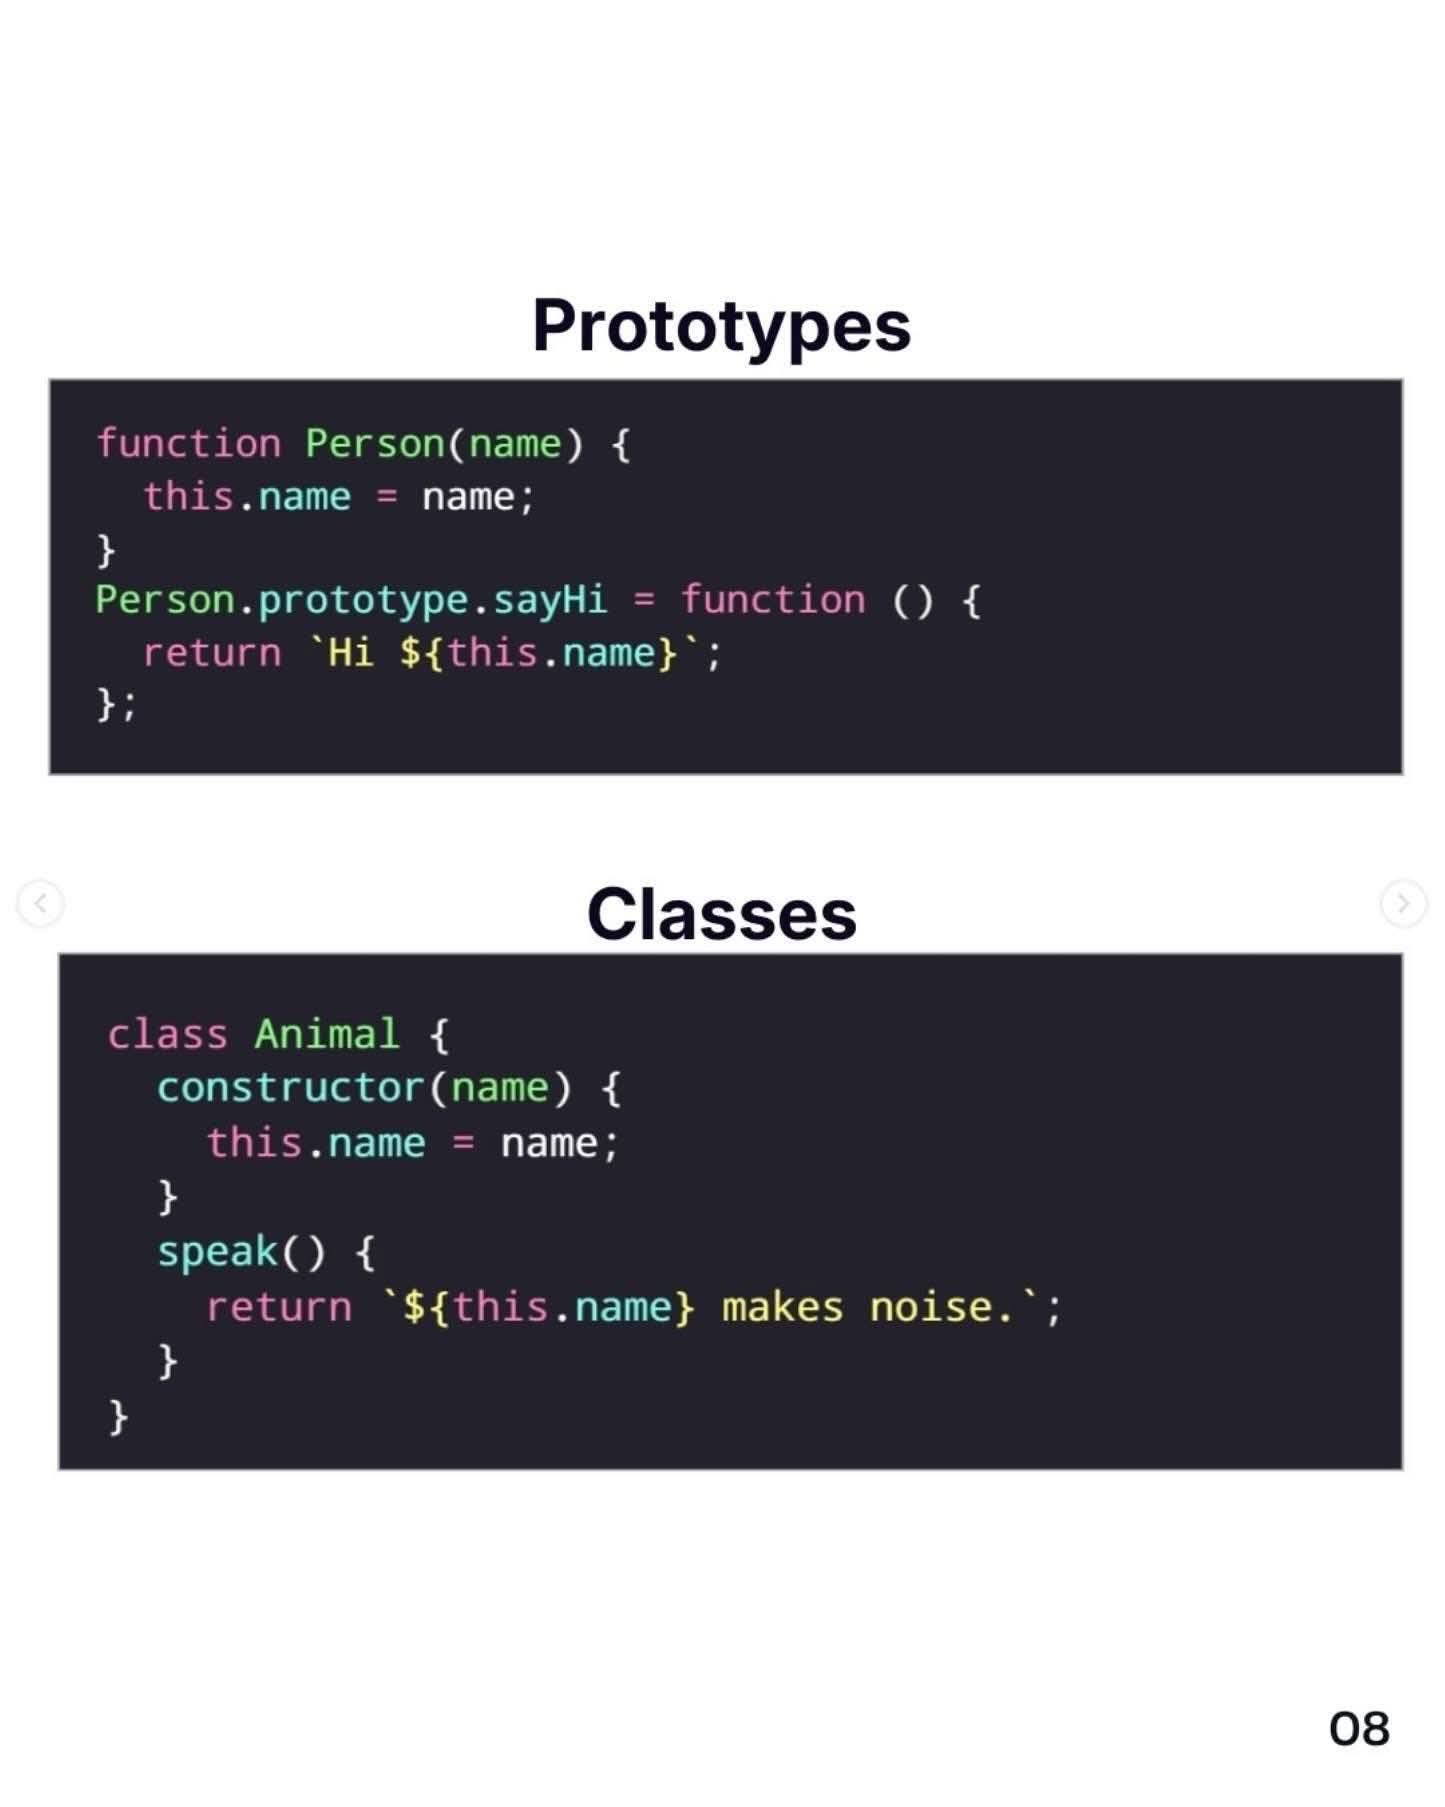 Prototypes
function Person(name) {
  this.name = name;
}
Person.prototype.sayHi = function () {
  return `Hi ${this.name}`;
};
Classes
class Animal {
  constructor(name) {
    this.name = name;
  }
  speak() {
    return `${this.name} makes noise.`;
  }
}
08